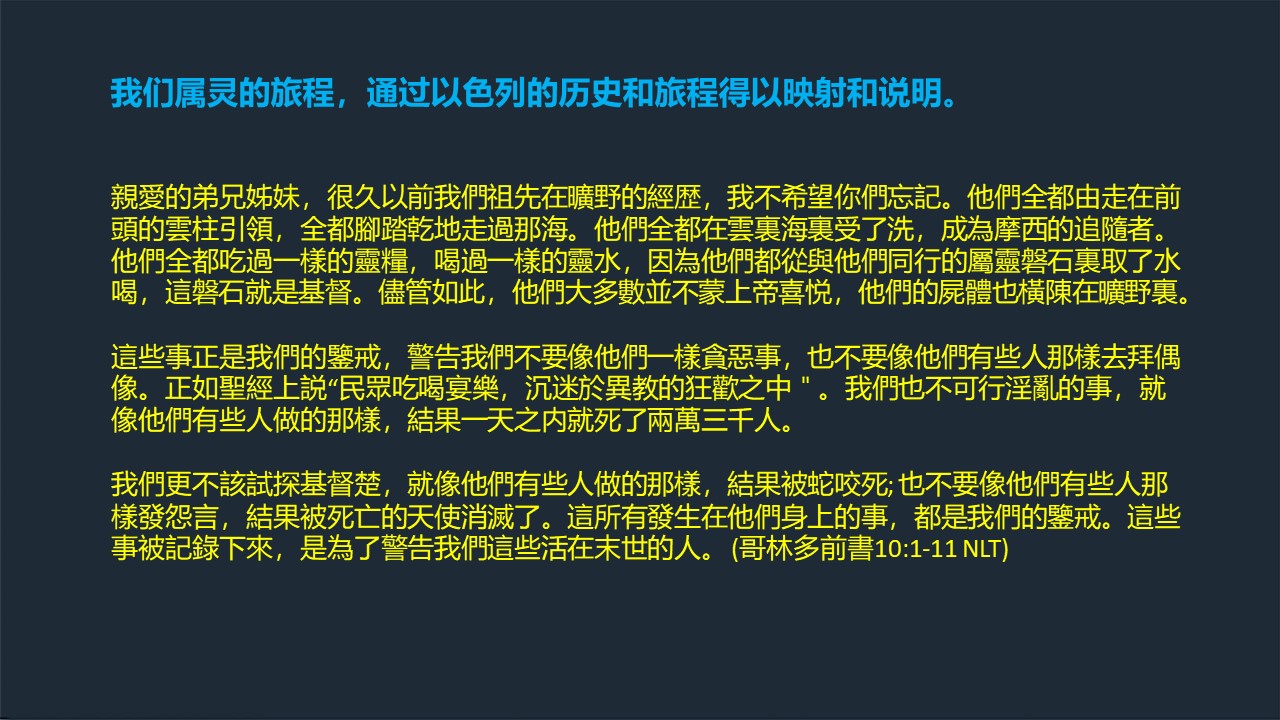 我们属灵的旅程，通过以色列的历史和旅程得以映射和说明。
親愛的弟兄姊妹，很久以前我們祖先在曠野的經歷，我不希望你們忘記。他們全都由走在前
頭的雲柱引領，全都腳踏乾地走過那海。他們全都在雲裏海裏受了洗，成為摩西的追隨者。
他們全都吃過一樣的靈糧，喝過一樣的靈水，因為他們都從與他們同行的屬靈磐石裏取了水
喝，這磐石就是基督。儘管如此，他們大多數並不蒙上帝喜悦，他們的屍體也橫陳在曠野裏。
這些事正是我們的鑒戒，警告我們不要像他們一樣貪惡事，也不要像他們有些人那樣去拜偶
像。正如聖經上説“民眾吃喝宴樂，沉迷於異教的狂歡之中＂。我們也不可行淫亂的事，就
像他們有些人做的那樣，結果一天之内就死了兩萬三千人。
我們更不該試探基督楚，就像他們有些人做的那樣，結果被蛇咬死; 也不要像他們有些人那
樣發怨言，結果被死亡的天使消滅了。這所有發生在他們身上的事，都是我們的鑒戒。這些
事被記錄下來，是為了警告我們這些活在末世的人。 (哥林多前書10:1-11 NLT)